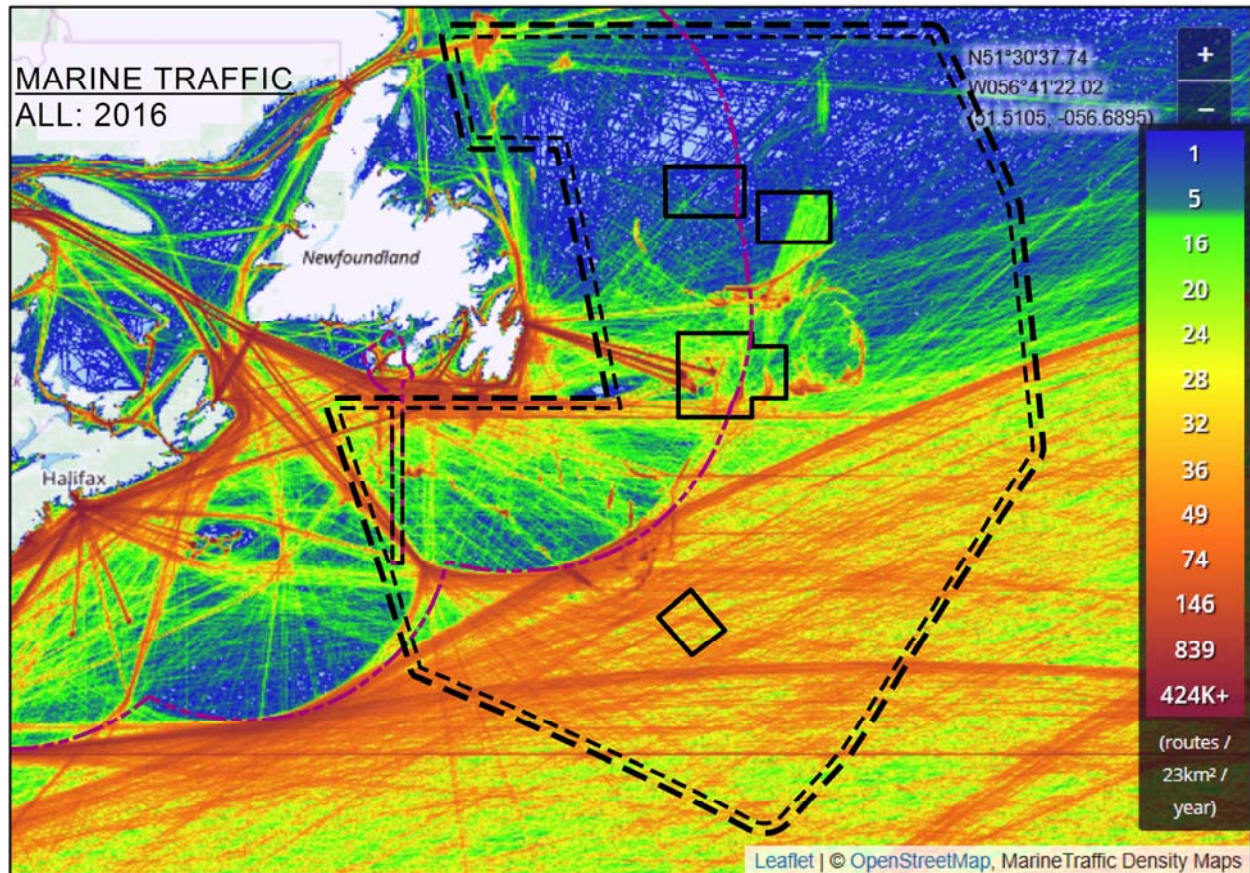 MARINE TRAFFIC
ALL: 2016
N51°30'37.74
W056°41'22.02
(51.5105, -056.6895)
+
−
Newfoundland
Halifax
1
5
16
20
24
28
32
36
49
74
146
839
424K+
(routes /
23km² /
year)
Leaflet | © OpenStreetMap, MarineTraffic Density Maps